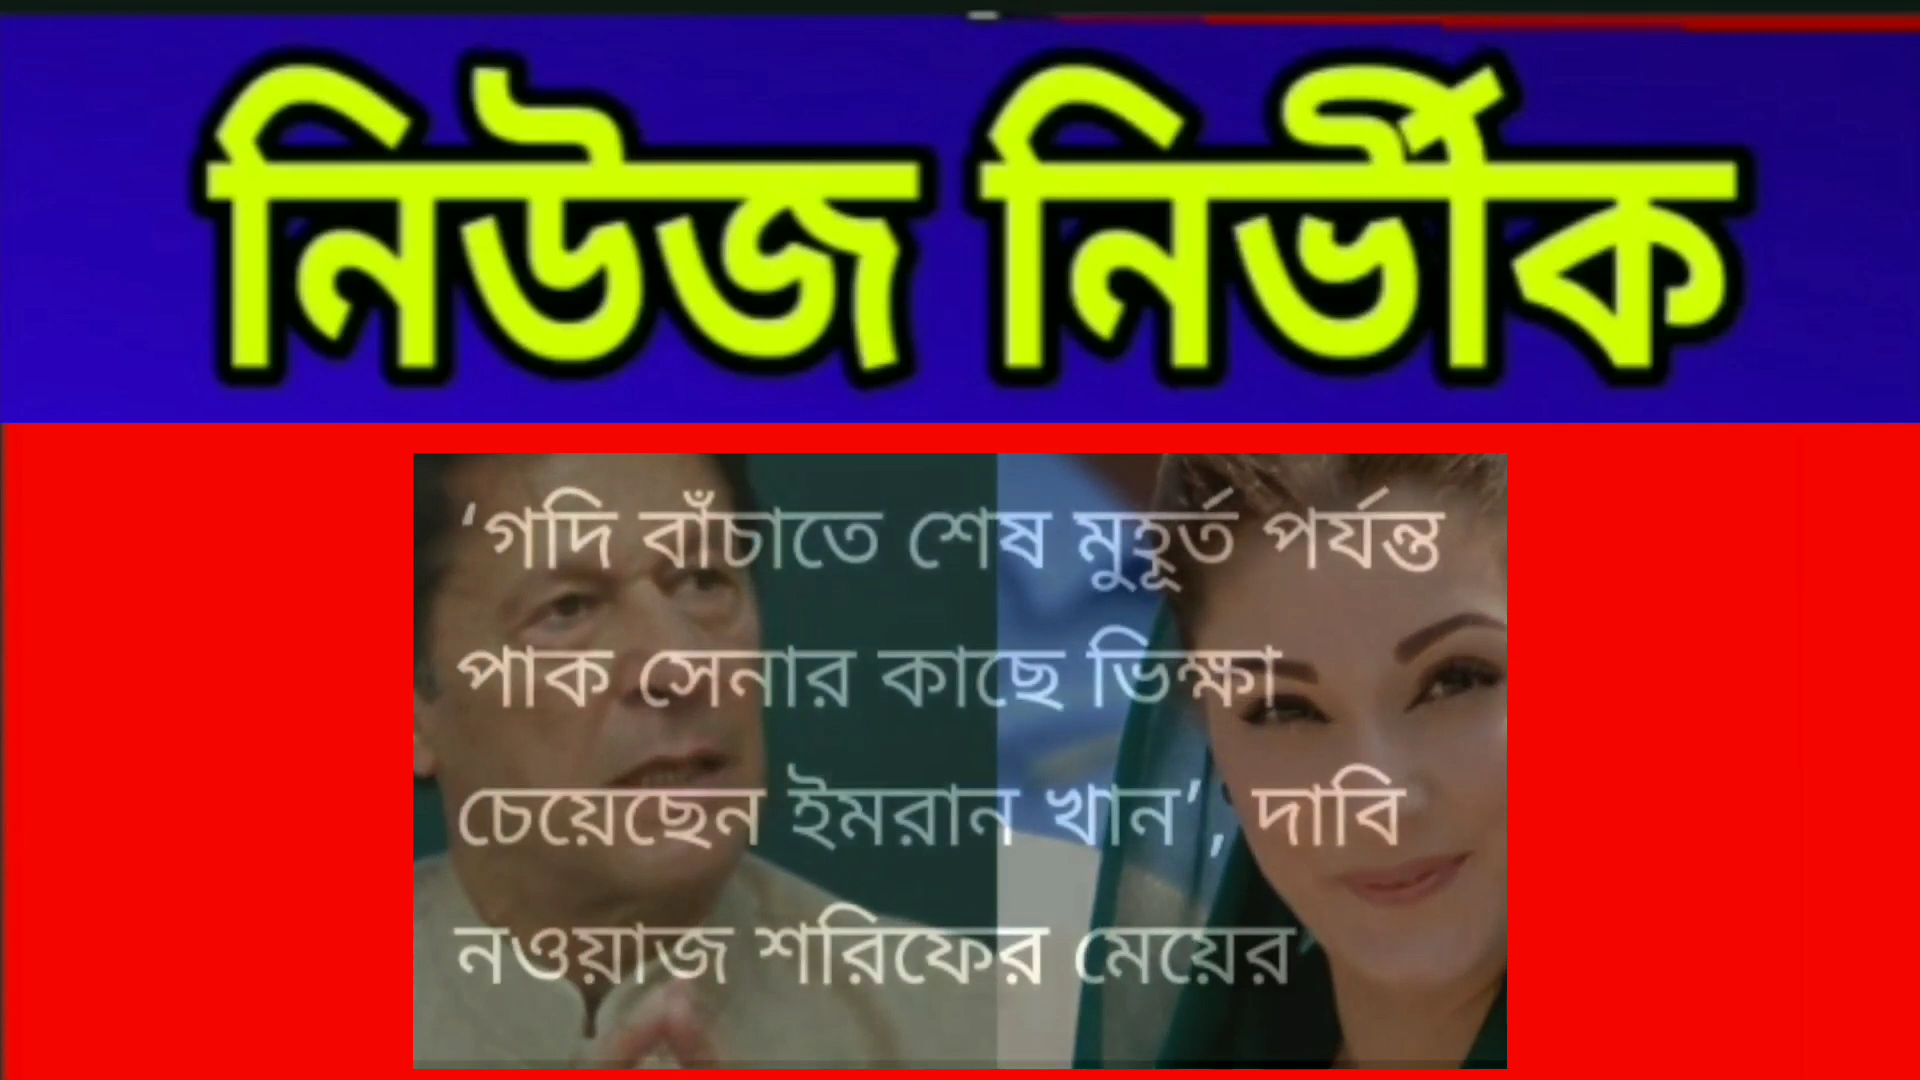 নিউজ নির্ভীক
‘গদি বাঁচাতে শেষ মুহূর্ত পর্যন্ত
পাক সেনার কাছে ভিক্ষা
চেয়েছেন ইমরান খান’, দাবি
নওয়াজ শরিফের মেয়ের